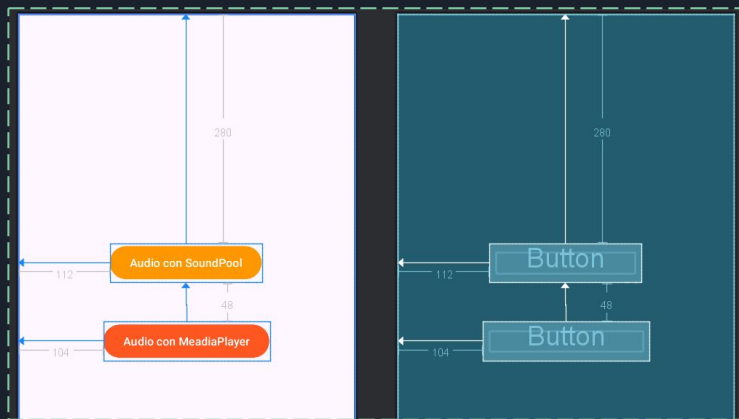 280
280
Audio con SoundPool
Button
112
112
48
48
Audio con MeadiaPlayer
Button
104
104